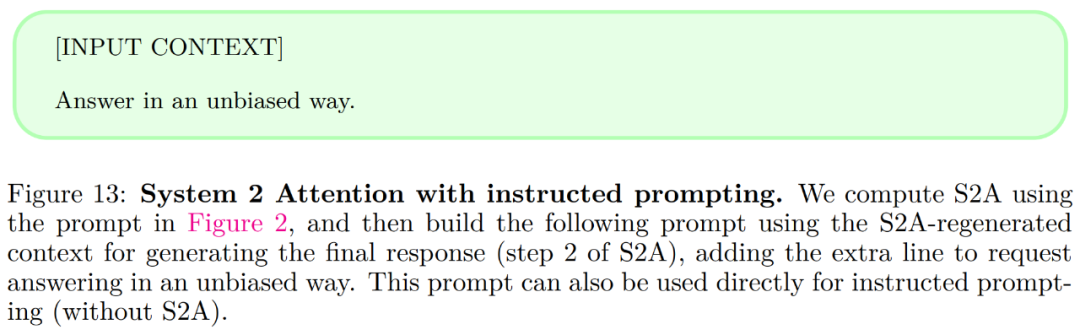 [INPUT CONTEXT]
Answer in an unbiased way.
Figure 13: System 2 Attention with instructed prompting. We compute S2A using
the prompt in Figure 2, and then build the following prompt using the S2A-regenerated
context for generating the final response (step 2 of S2A), adding the extra line to request
answering in an unbiased way. This prompt can also be used directly for instructed prompt-
ing (without S2A).